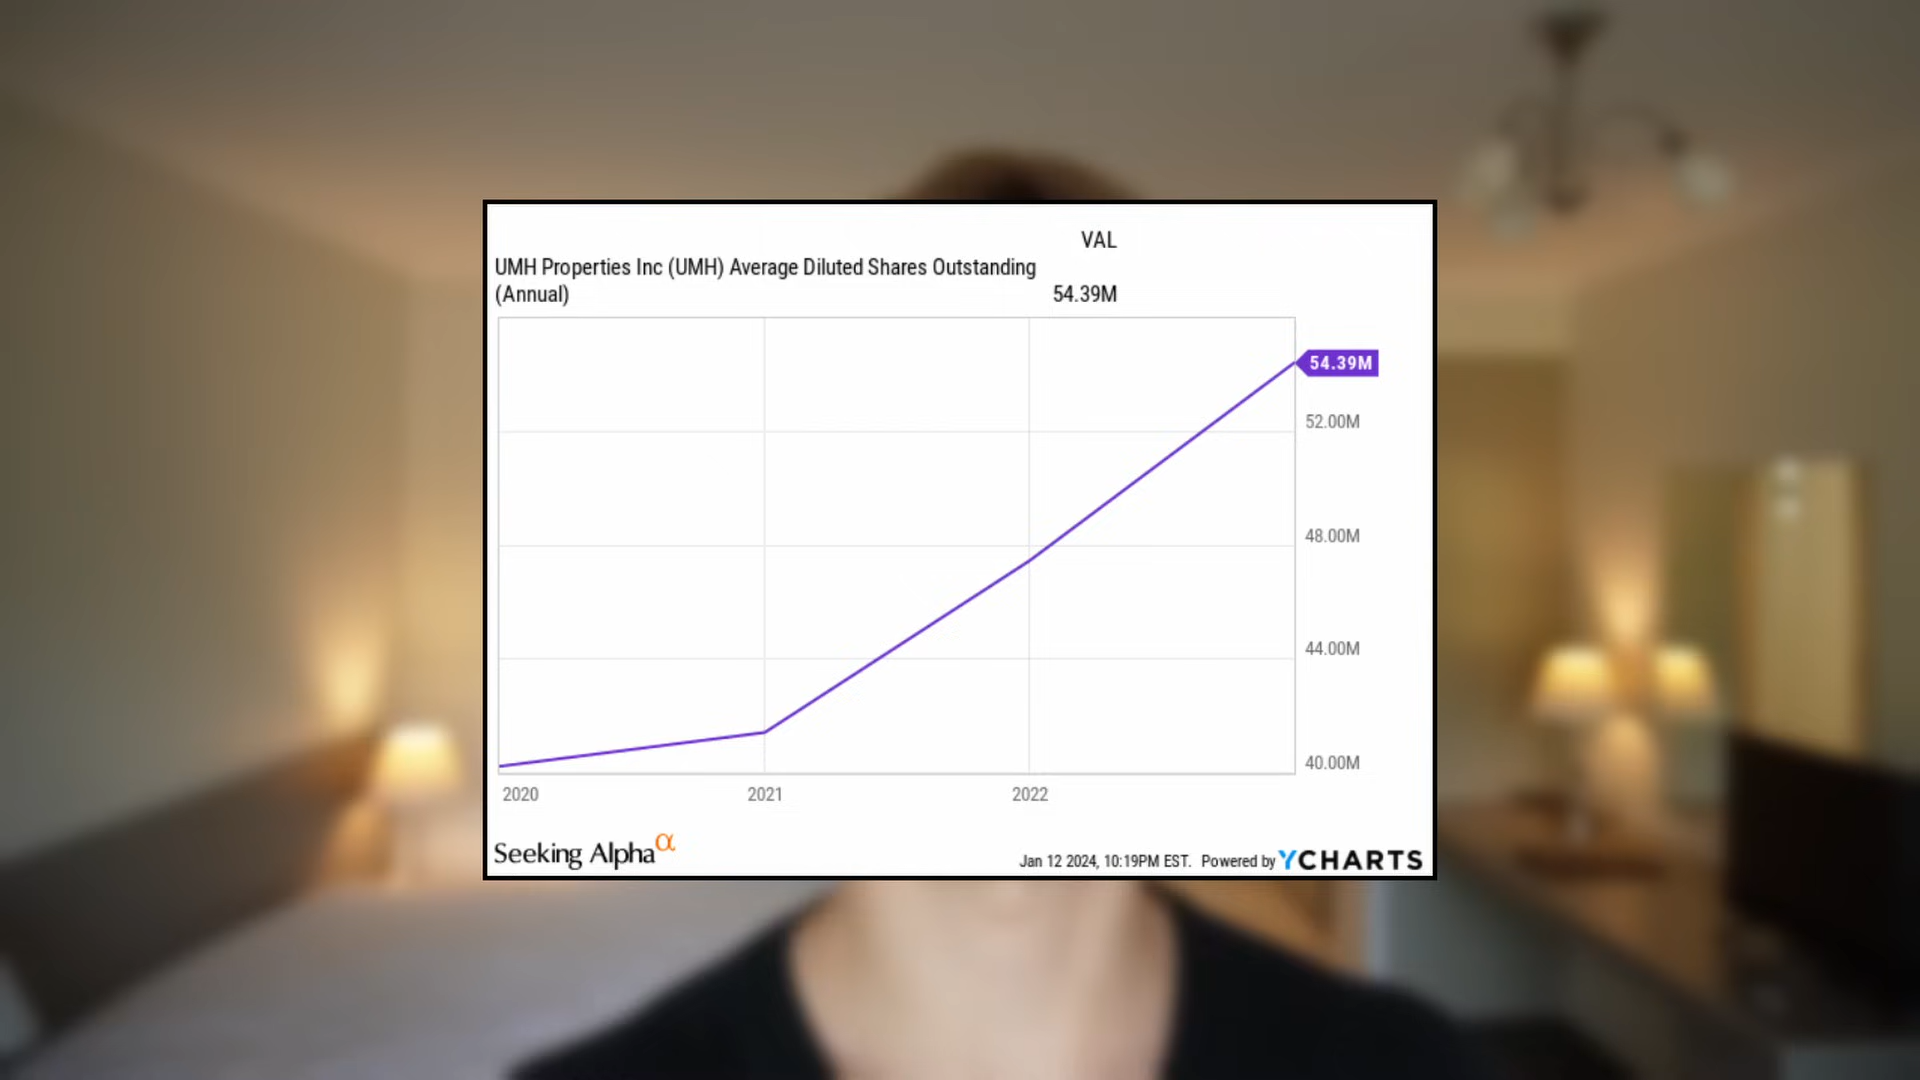 VAL
UMH Properties Inc (UMH) Average Diluted Shares Outstanding
(Annual) 54.39M
54.39M
52.00M
48.00M
44.00M
40.00M
2020 2021 2022
Seeking Alphaα
Jan 12 2024, 10:19PM EST. Powered by YCHARTS